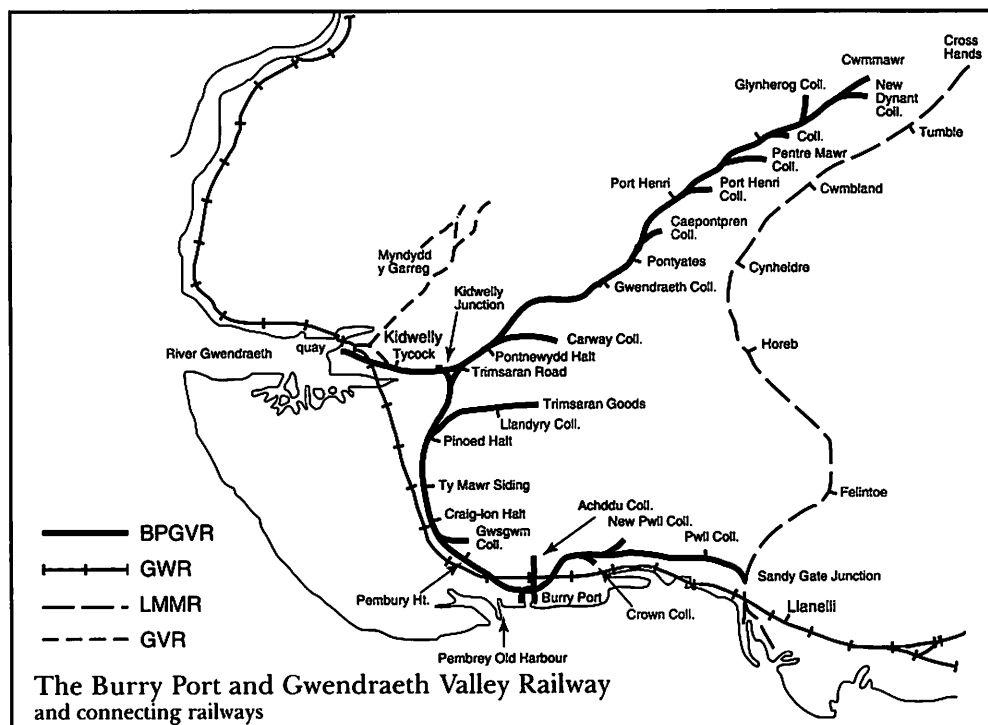 Cross
Hands
Cwmmawr
Glynherog Coll.
New
Dynant
Coll.
Coll.
Tumble
Pentre Mawr
Coll.
Port Henri
Port Henri
Coll.
Cwmbland
Caepontpren
Coll.
Myndydd
y Garreg
Pontyates
Cynheidre
Kidwelly
Junction
Gwendraeth Coll.
Kidwelly
quay
Tycock
River Gwendraeth
Carway Coll.
Pontnewydd Halt
Trimsaran Road
Horeb
Trimsaran Goods
Llandyry Coll.
Pinoed Halt
Ty Mawr Siding
Felintoe
Achddu Coll.
Craig-lon Halt
New Pwll Coll.
Gwsgwm
Coll.
Pwll Coll.
BPGVR
GWR
LMMR
GVR
Sandy Gate Junction
Pembury Ht.
Burry Port
Crown Coll.
Llanelli
Pembrey Old Harbour
The Burry Port and Gwendraeth Valley Railway
and connecting railways